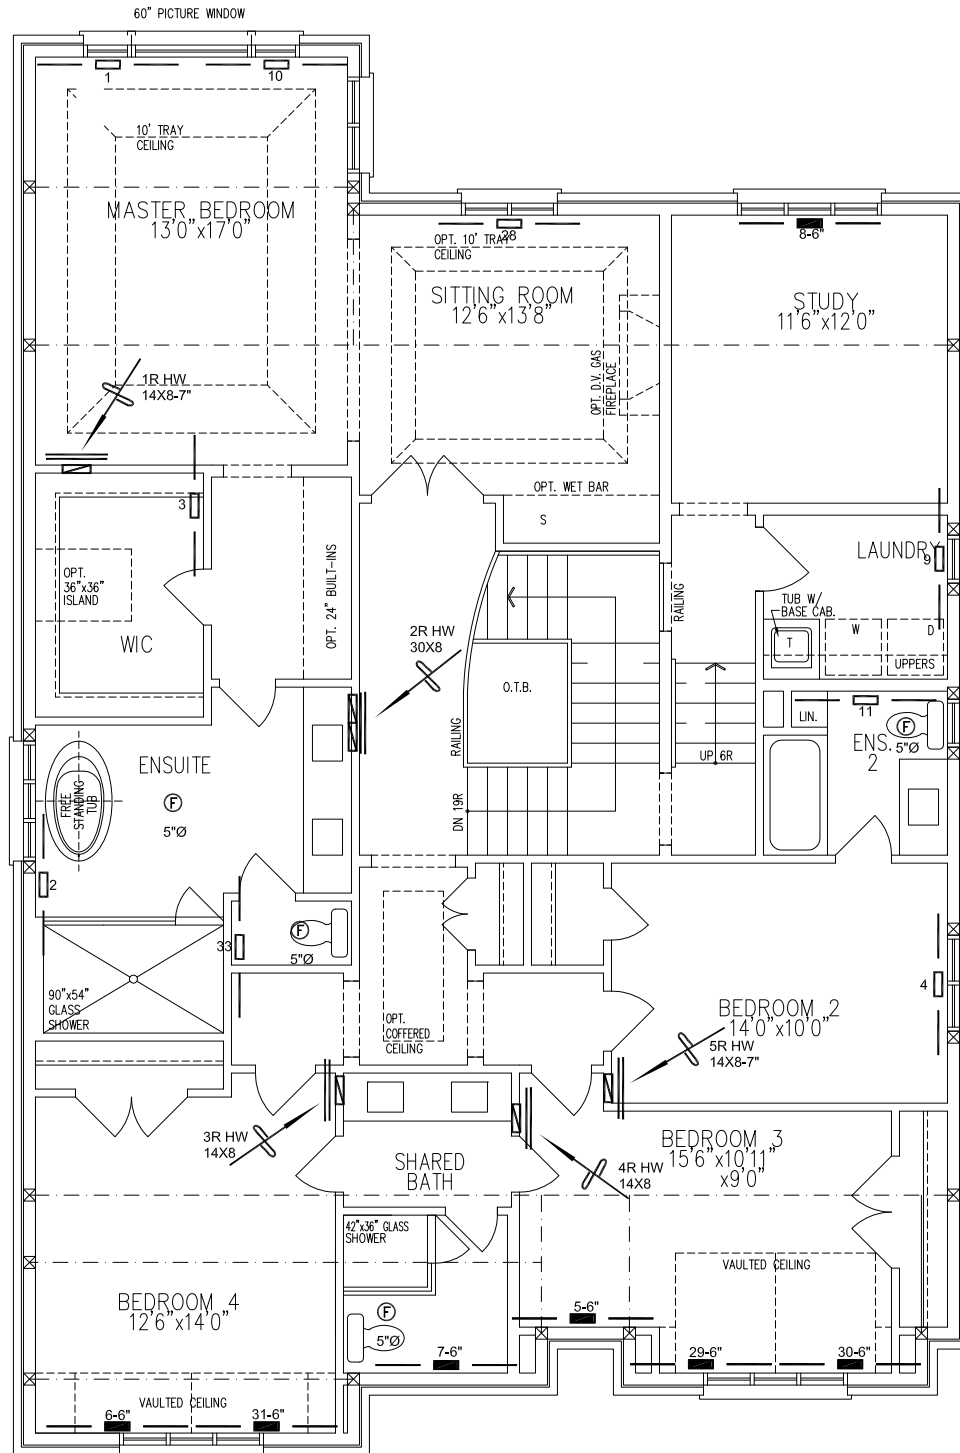 60" PICTURE WINDOW
1
10
10' TRAY
CEILING
MASTER BEDROOM
13'0"x17'0"
28
OPT. 10' TRAY
CEILING
SITTING ROOM
12'6"x13'8"
8-6"
STUDY
11'6"x12'0"
OPT. D.V. GAS
FIREPLACE
1R HW
14X8-7"
3
OPT. WET BAR
S
OPT.
36"x36"
ISLAND
WIC
OPT. 24" BUILT-INS
2R HW
30X8
O.T.B.
RAILING
DN 19R
RAILING
UP 6R
LAUNDRY
9
TUB W/
BASE CAB.
T
W
D
UPPERS
LIN.
11
F
5"Ø
ENS.
2
ENSUITE
F
5"Ø
FREE
STANDING
TUB
2
33
F
5"Ø
90"x54"
GLASS
SHOWER
OPT.
COFFERED
CEILING
4
BEDROOM 2
14'0"x10'0"
5R HW
14X8-7"
3R HW
14X8
SHARED
BATH
4R HW
14X8
BEDROOM 3
15'6"x10'11"
x9'0"
42"x36" GLASS
SHOWER
VAULTED CEILING
BEDROOM 4
12'6"x14'0"
F
5"Ø
5-6"
7-6"
29-6"
30-6"
VAULTED CEILING
6-6"
31-6"